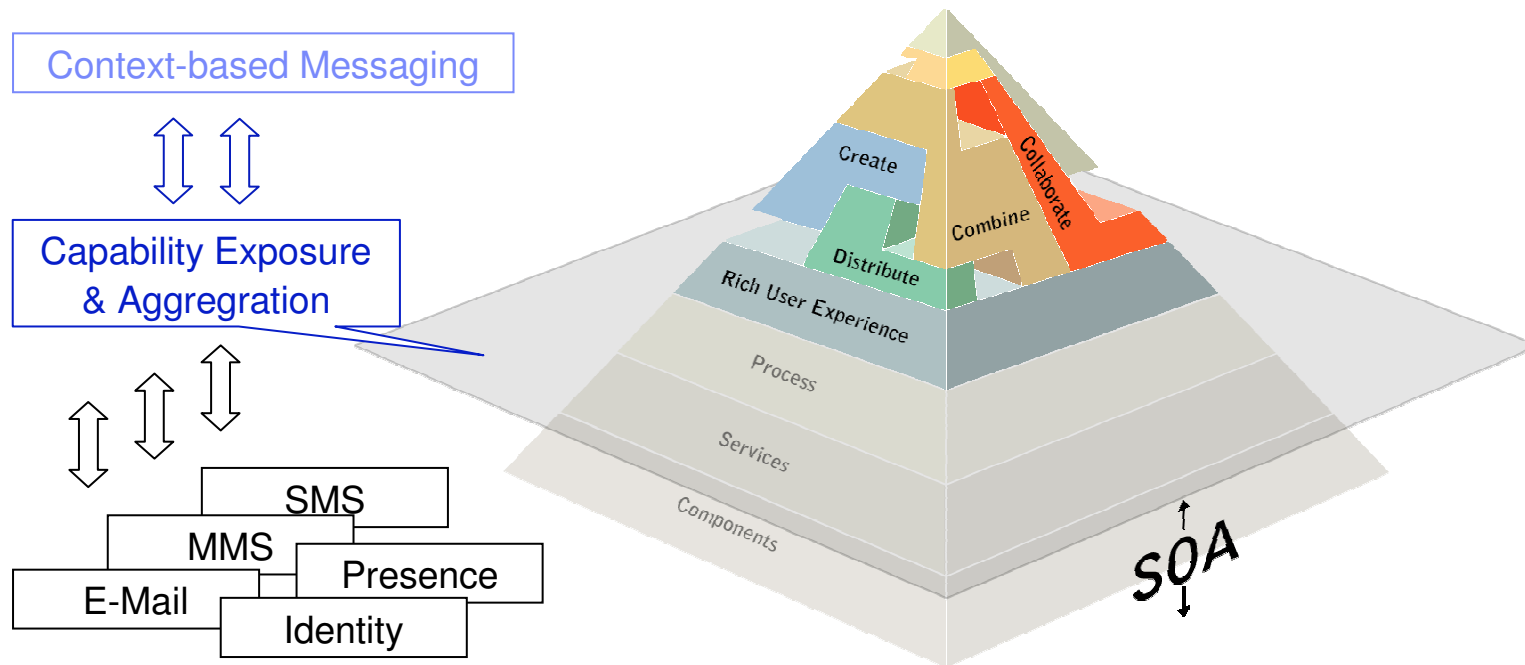 Context-based Messaging
Capability Exposure
& Aggregration
SMS
MMS
Presence
E-Mail
Identity
Create
Collaborate
Combine
Distribute
Rich User Experience
Process
Services
Components
SOA